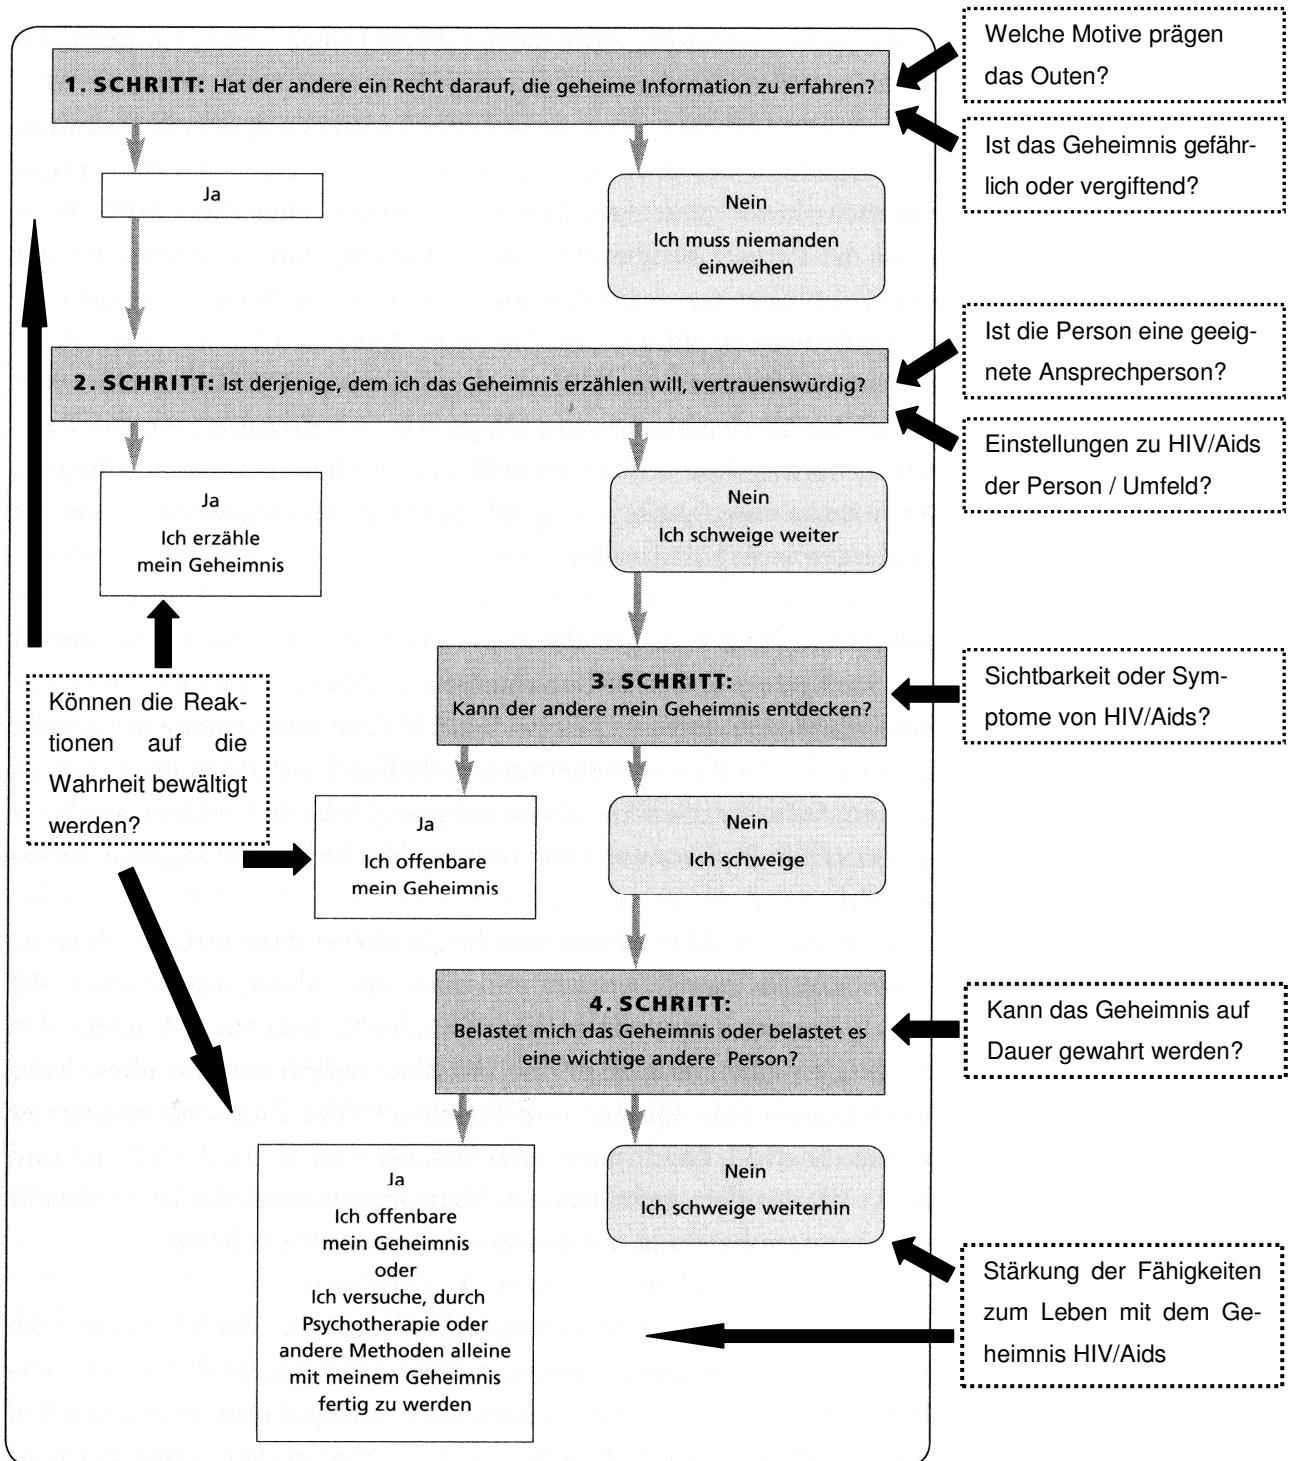 Welche Motive prägen
das Outen?
1. SCHRITT: Hat der andere ein Recht darauf, die geheime Information zu erfahren?
Ist das Geheimnis gefähr-
lich oder vergiftend?
Ja
Nein
Ich muss niemanden
einweihen
Ist die Person eine geeig-
nete Ansprechperson?
2. SCHRITT: Ist derjenige, dem ich das Geheimnis erzählen will, vertrauenswürdig?
Einstellungen zu HIV/Aids
der Person / Umfeld?
Ja
Ich erzähle
mein Geheimnis
Nein
Ich schweige weiter
3. SCHRITT:
Kann der andere mein Geheimnis entdecken?
Sichtbarkeit oder Sym-
ptome von HIV/Aids?
Können die Reak-
tionen auf die
Wahrheit bewältigt
werden?
Ja
Ich offenbare
mein Geheimnis
Nein
Ich schweige
4. SCHRITT:
Belastet mich das Geheimnis oder belastet es
eine wichtige andere Person?
Kann das Geheimnis auf
Dauer gewahrt werden?
Ja
Ich offenbare
mein Geheimnis
oder
Ich versuche, durch
Psychotherapie oder
andere Methoden alleine
mit meinem Geheimnis
fertig zu werden
Nein
Ich schweige weiterhin
Stärkung der Fähigkeiten
zum Leben mit dem Ge-
heimnis HIV/Aids